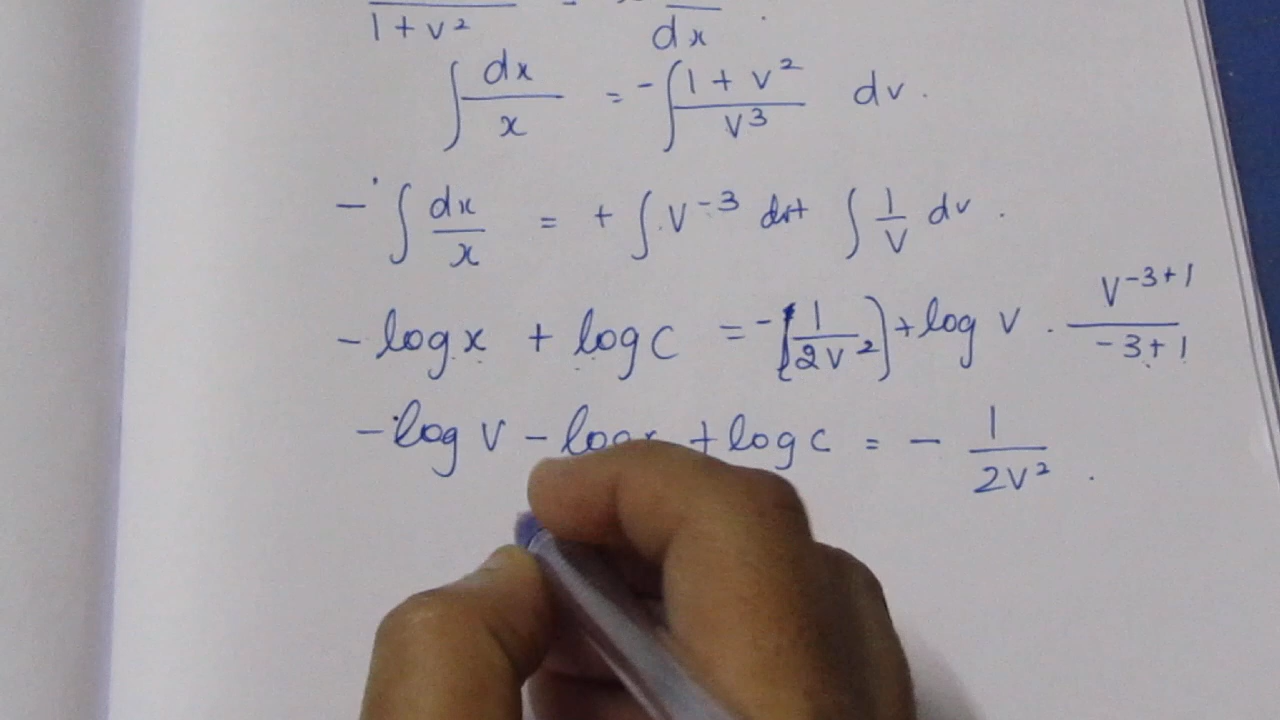 1 + v² dx .
∫ dx / x = - ∫ 1 + v² / v³ dv .
- ∫ dx / x = + ∫ v⁻³ dv + ∫ 1 / v dv .
- log x + log c = - [ 1 / 2v² ] + log v . v⁻³⁺¹ / -3+1
- log v - log x + log c = - 1 / 2v² .